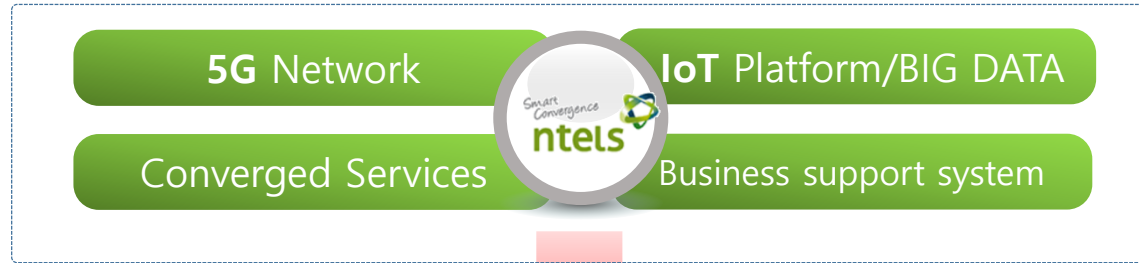 5G Network
IoT Platform/BIG DATA
Smart
Convergence
ntels
Converged Services
Business support system